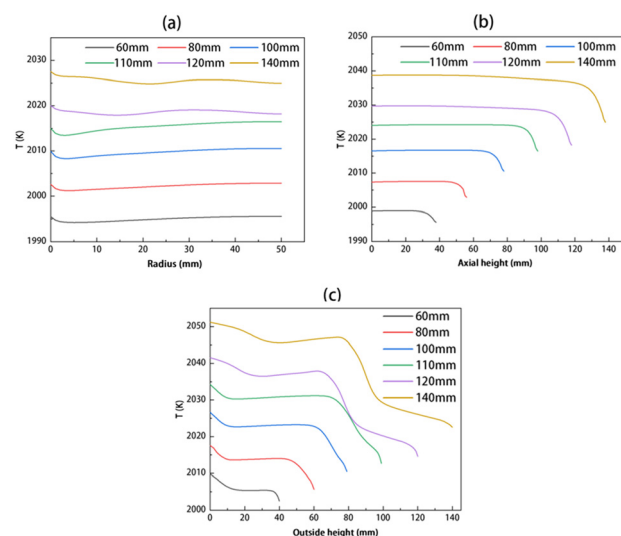 (a)
60mm 80mm 100mm
110mm 120mm 140mm
2030
2020
2010
2000
1990
T (K)
0 10 20 30 40 50
Radius (mm)
(b)
60mm 80mm 100mm
110mm 120mm 140mm
2050
2040
2030
2020
2010
2000
1990
T (K)
0 20 40 60 80 100 120 140
Axial height (mm)
(c)
60mm
80mm
100mm
110mm
120mm
140mm
2050
2040
2030
2020
2010
2000
T (K)
0 20 40 60 80 100 120 140
Outside height (mm)